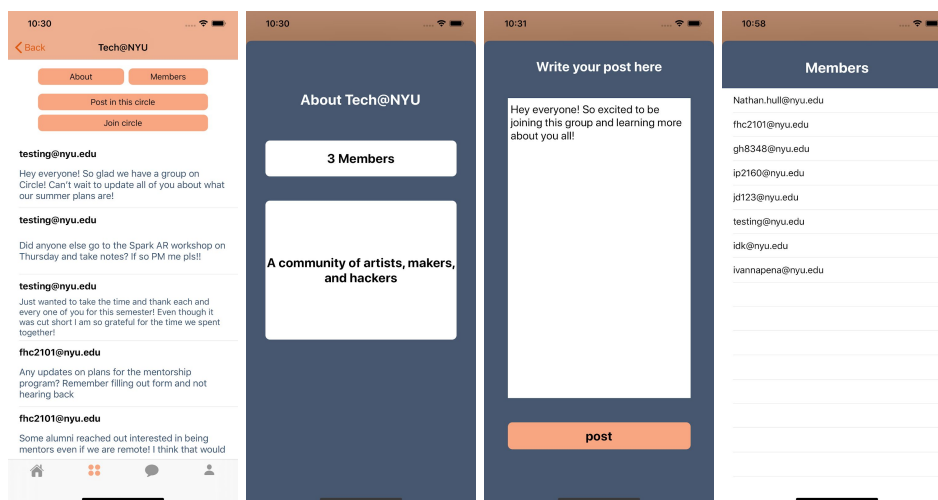 10:30
Back
Tech@NYU
About
Members
Post in this circle
Join circle
testing@nyu.edu
Hey everyone! So glad we have a group on
Circle! Can't wait to update all of you about what
our summer plans are!
testing@nyu.edu
Did anyone else go to the Spark AR workshop on
Thursday and take notes? If so PM me pls!!
testing@nyu.edu
Just wanted to take the time and thank each and
every one of you for this semester! Even though it
was cut short I am so grateful for the time we spent
together!
fhc2101@nyu.edu
Any updates on plans for the mentorship
program? Remember filling out form and not
hearing back
fhc2101@nyu.edu
Some alumni reached out interested in being
mentors even if we are remote! I think that would
10:30
About Tech@NYU
3 Members
A community of artists, makers,
and hackers
10:31
Write your post here
Hey everyone! So excited to be
joining this group and learning more
about you all!
post
10:58
Members
Nathan.hull@nyu.edu
fhc2101@nyu.edu
gh8348@nyu.edu
ip2160@nyu.edu
jd123@nyu.edu
testing@nyu.edu
idk@nyu.edu
ivannapena@nyu.edu